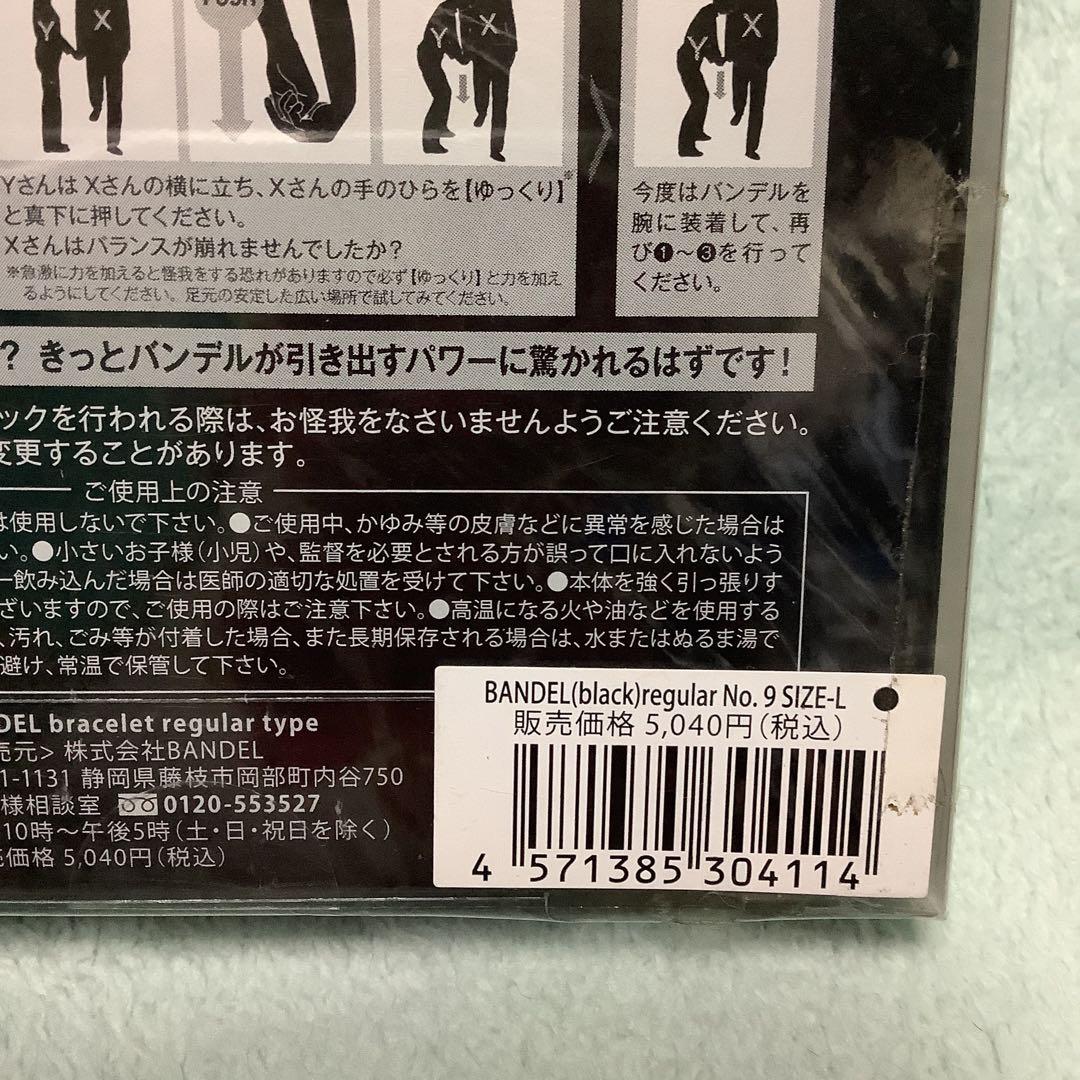 Y X
PUSH
Y X
Y X
Yさんは Xさんの横に立ち、Xさんの手のひらを【ゆっくり】※
と真下に押してください。
Xさんはバランスが崩れませんでしたか?
※急激に力を加えると怪我をする恐れがありますので必ず【ゆっくり】と力を加え
るようにしてください。足元の安定した広い場所で試してみてください。
今度はバンデルを
腕に装着して、再
び❶〜❸を行って
ください。
? きっとバンデルが引き出すパワーに驚かれるはずです!
ックを行われる際は、お怪我をなさいませんようご注意ください。
変更することがあります。
ご使用上の注意
は使用しないで下さい。●ご使用中、かゆみ等の皮膚などに異常を感じた場合は
い。●小さいお子様(小児)や、監督を必要とされる方が誤って口に入れないよう
一飲み込んだ場合は医師の適切な処置を受けて下さい。●本体を強く引っ張りす
ざいますので、ご使用の際はご注意下さい。●高温になる火や油などを使用する
、汚れ、ごみ等が付着した場合、また長期保存される場合は、水またはぬるま湯で
避け、常温で保管して下さい。
DEL bracelet regular type
売元> 株式会社BANDEL
1-1131 静岡県藤枝市岡部町内谷750
様相談室 0120-553527
10時〜午後5時(土・日・祝日を除く)
売価格 5,040円(税込)
BANDEL(black)regular No. 9 SIZE-L
販売価格 5,040円(税込)
4 571385 304114